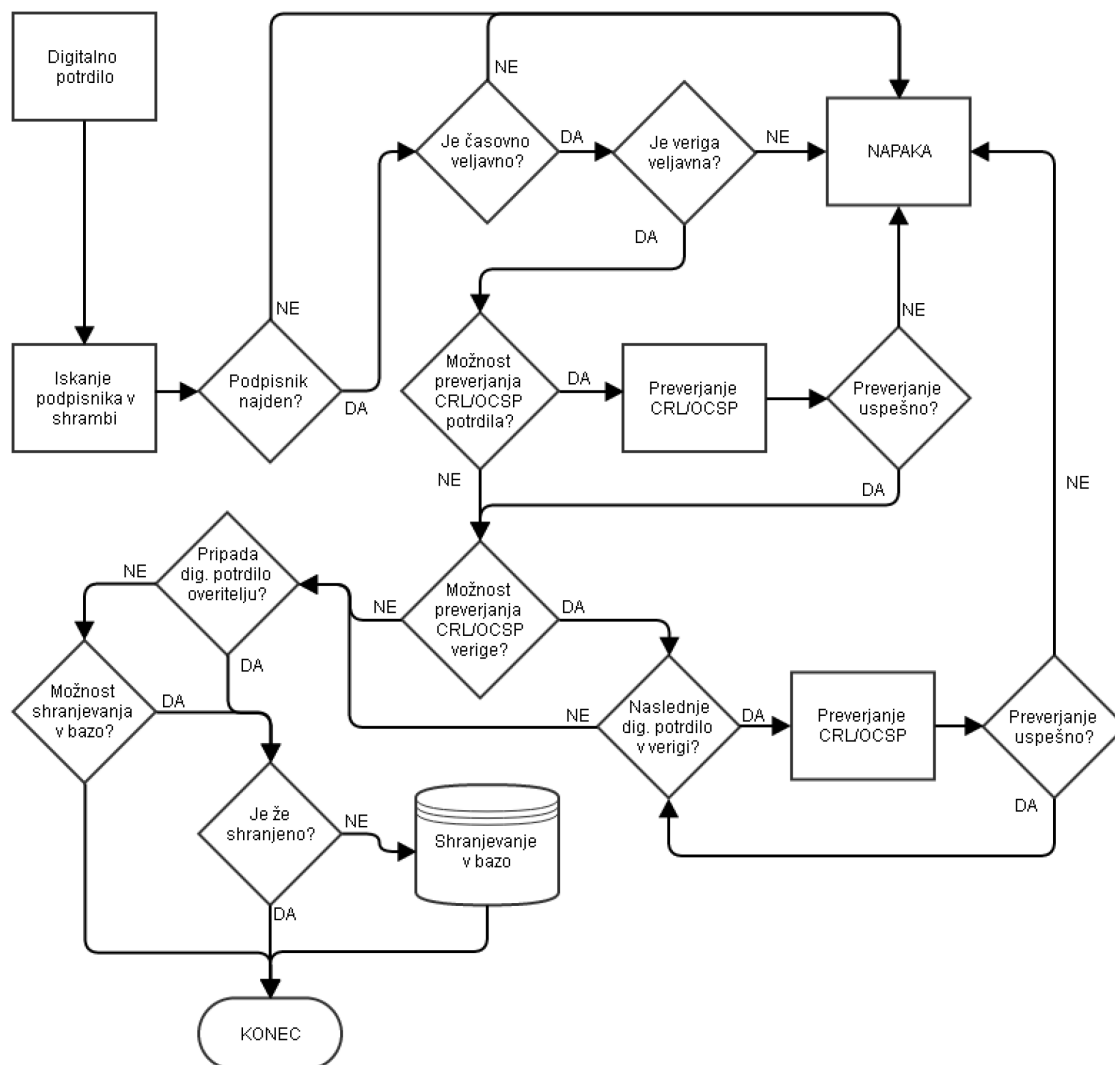 Digitalno
potrdilo
NE
NE
Je časovno
veljavno?
DA
Je veriga
veljavna?
NE
NAPAKA
DA
NE
Iskanje
podpisnika v
shrambi
Podpisnik
najden?
DA
Možnost
preverjanja
CRL/OCSP
potrdila?
DA
Preverjanje
CRL/OCSP
Preverjanje
uspešno?
NE
NE
DA
NE
Pripada
dig. potrdilo
overitelju?
NE
Možnost
preverjanja
CRL/OCSP
verige?
NE
DA
DA
Možnost
shranjevanja
v bazo?
DA
NE
Naslednje
dig. potrdilo
v verigi?
DA
Preverjanje
CRL/OCSP
Preverjanje
uspešno?
DA
Je že
shranjeno?
NE
Shranjevanje
v bazo
DA
KONEC